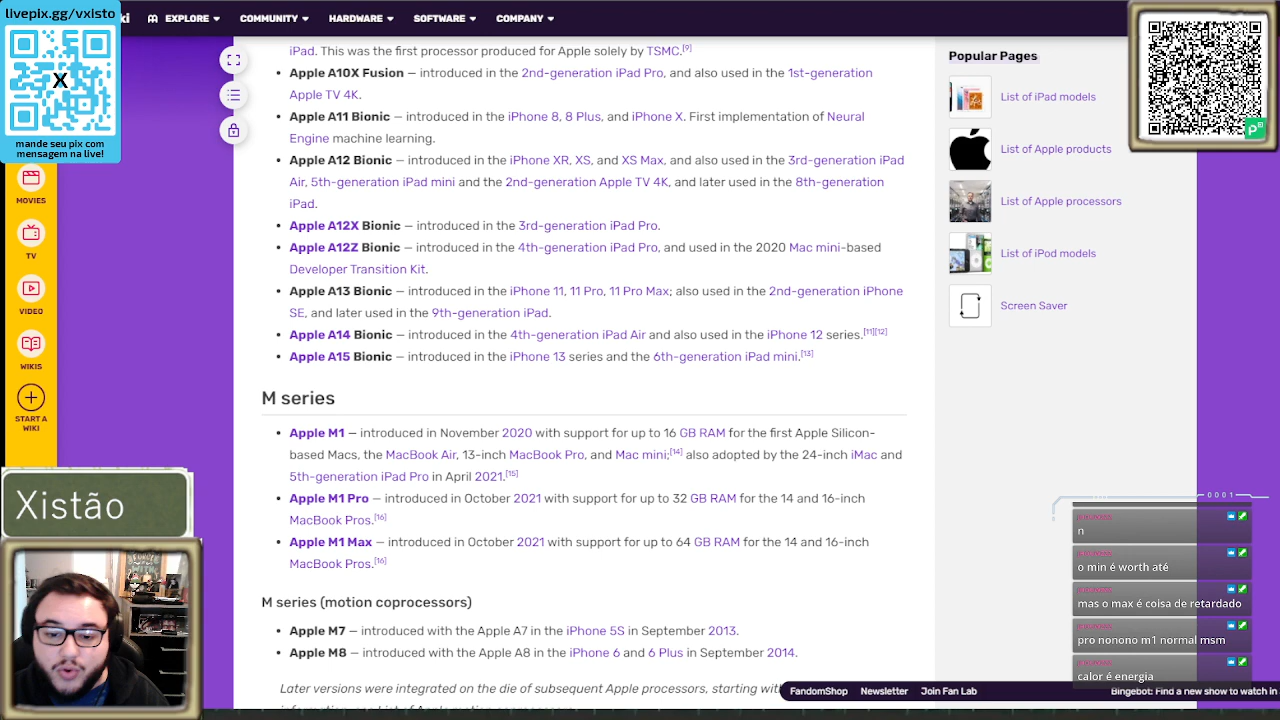 livepix.gg/vxisto
X
mande seu pix com
mensagem na live!
ki
EXPLORE
COMMUNITY
HARDWARE
SOFTWARE
COMPANY
MOVIES
TV
VIDEO
WIKIS
START A
WIKI
iPad. This was the first processor produced for Apple solely by TSMC.[9]
• Apple A10X Fusion — introduced in the 2nd-generation iPad Pro, and also used in the 1st-generation
Apple TV 4K.
• Apple A11 Bionic — introduced in the iPhone 8, 8 Plus, and iPhone X. First implementation of Neural
Engine machine learning.
• Apple A12 Bionic — introduced in the iPhone XR, XS, and XS Max, and also used in the 3rd-generation iPad
Air, 5th-generation iPad mini and the 2nd-generation Apple TV 4K, and later used in the 8th-generation
iPad.
• Apple A12X Bionic — introduced in the 3rd-generation iPad Pro.
• Apple A12Z Bionic — introduced in the 4th-generation iPad Pro, and used in the 2020 Mac mini-based
Developer Transition Kit.
• Apple A13 Bionic — introduced in the iPhone 11, 11 Pro, 11 Pro Max; also used in the 2nd-generation iPhone
SE, and later used in the 9th-generation iPad.
• Apple A14 Bionic — introduced in the 4th-generation iPad Air and also used in the iPhone 12 series.[11][12]
• Apple A15 Bionic — introduced in the iPhone 13 series and the 6th-generation iPad mini.[13]
M series
• Apple M1 — introduced in November 2020 with support for up to 16 GB RAM for the first Apple Silicon-
based Macs, the MacBook Air, 13-inch MacBook Pro, and Mac mini;[14] also adopted by the 24-inch iMac and
5th-generation iPad Pro in April 2021.[15]
• Apple M1 Pro — introduced in October 2021 with support for up to 32 GB RAM for the 14 and 16-inch
MacBook Pros.[16]
• Apple M1 Max — introduced in October 2021 with support for up to 64 GB RAM for the 14 and 16-inch
MacBook Pros.[16]
M series (motion coprocessors)
• Apple M7 — introduced with the Apple A7 in the iPhone 5S in September 2013.
• Apple M8 — introduced with the Apple A8 in the iPhone 6 and 6 Plus in September 2014.
Later versions were integrated on the die of subsequent Apple processors, starting wit
Popular Pages
List of iPad models
List of Apple products
List of Apple processors
List of iPod models
Screen Saver
Xistão
0001
n
o min é worth até
mas o max é coisa de retardado
pro nonono m1 normal msm
calor é energia
FandomShop
Newsletter
Join Fan Lab
Bingebot: Find a new show to watch in